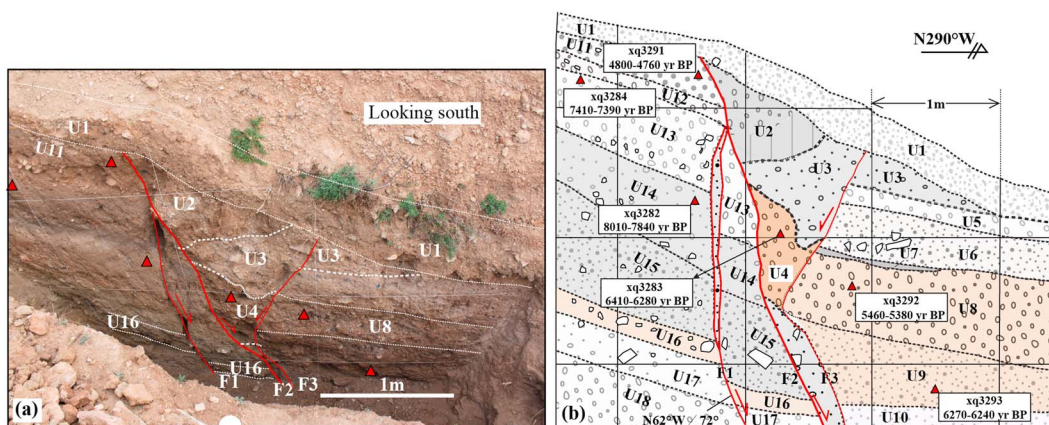 Looking south
U1
U11
U2
U3
U3
U1
U4
U8
U16
U16
F1
F2
F3
1m
(a)
N290°W
1m
U1
U11
xq3291
4800-4760 yr BP
xq3284
7410-7390 yr BP
U12
U13
U2
U1
U3
U3
U14
U13
U5
xq3282
8010-7840 yr BP
U7
U6
U15
U14
U4
xq3283
6410-6280 yr BP
xq3292
5460-5380 yr BP
U8
U16
U15
U17
F1
F2
F3
U9
xq3293
6270-6240 yr BP
U18
U16
U10
N62°W
72°
U17
(b)